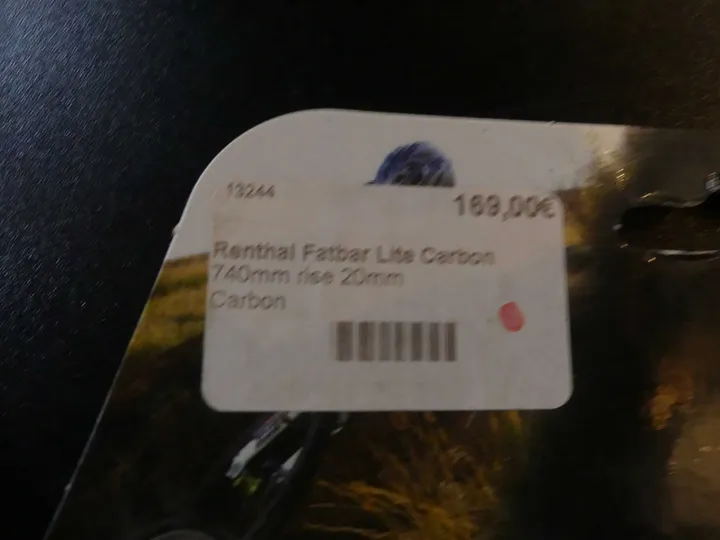 13244
169,00€
Renthal Fatbar Lite Carbon
740mm rise 20mm
Carbon